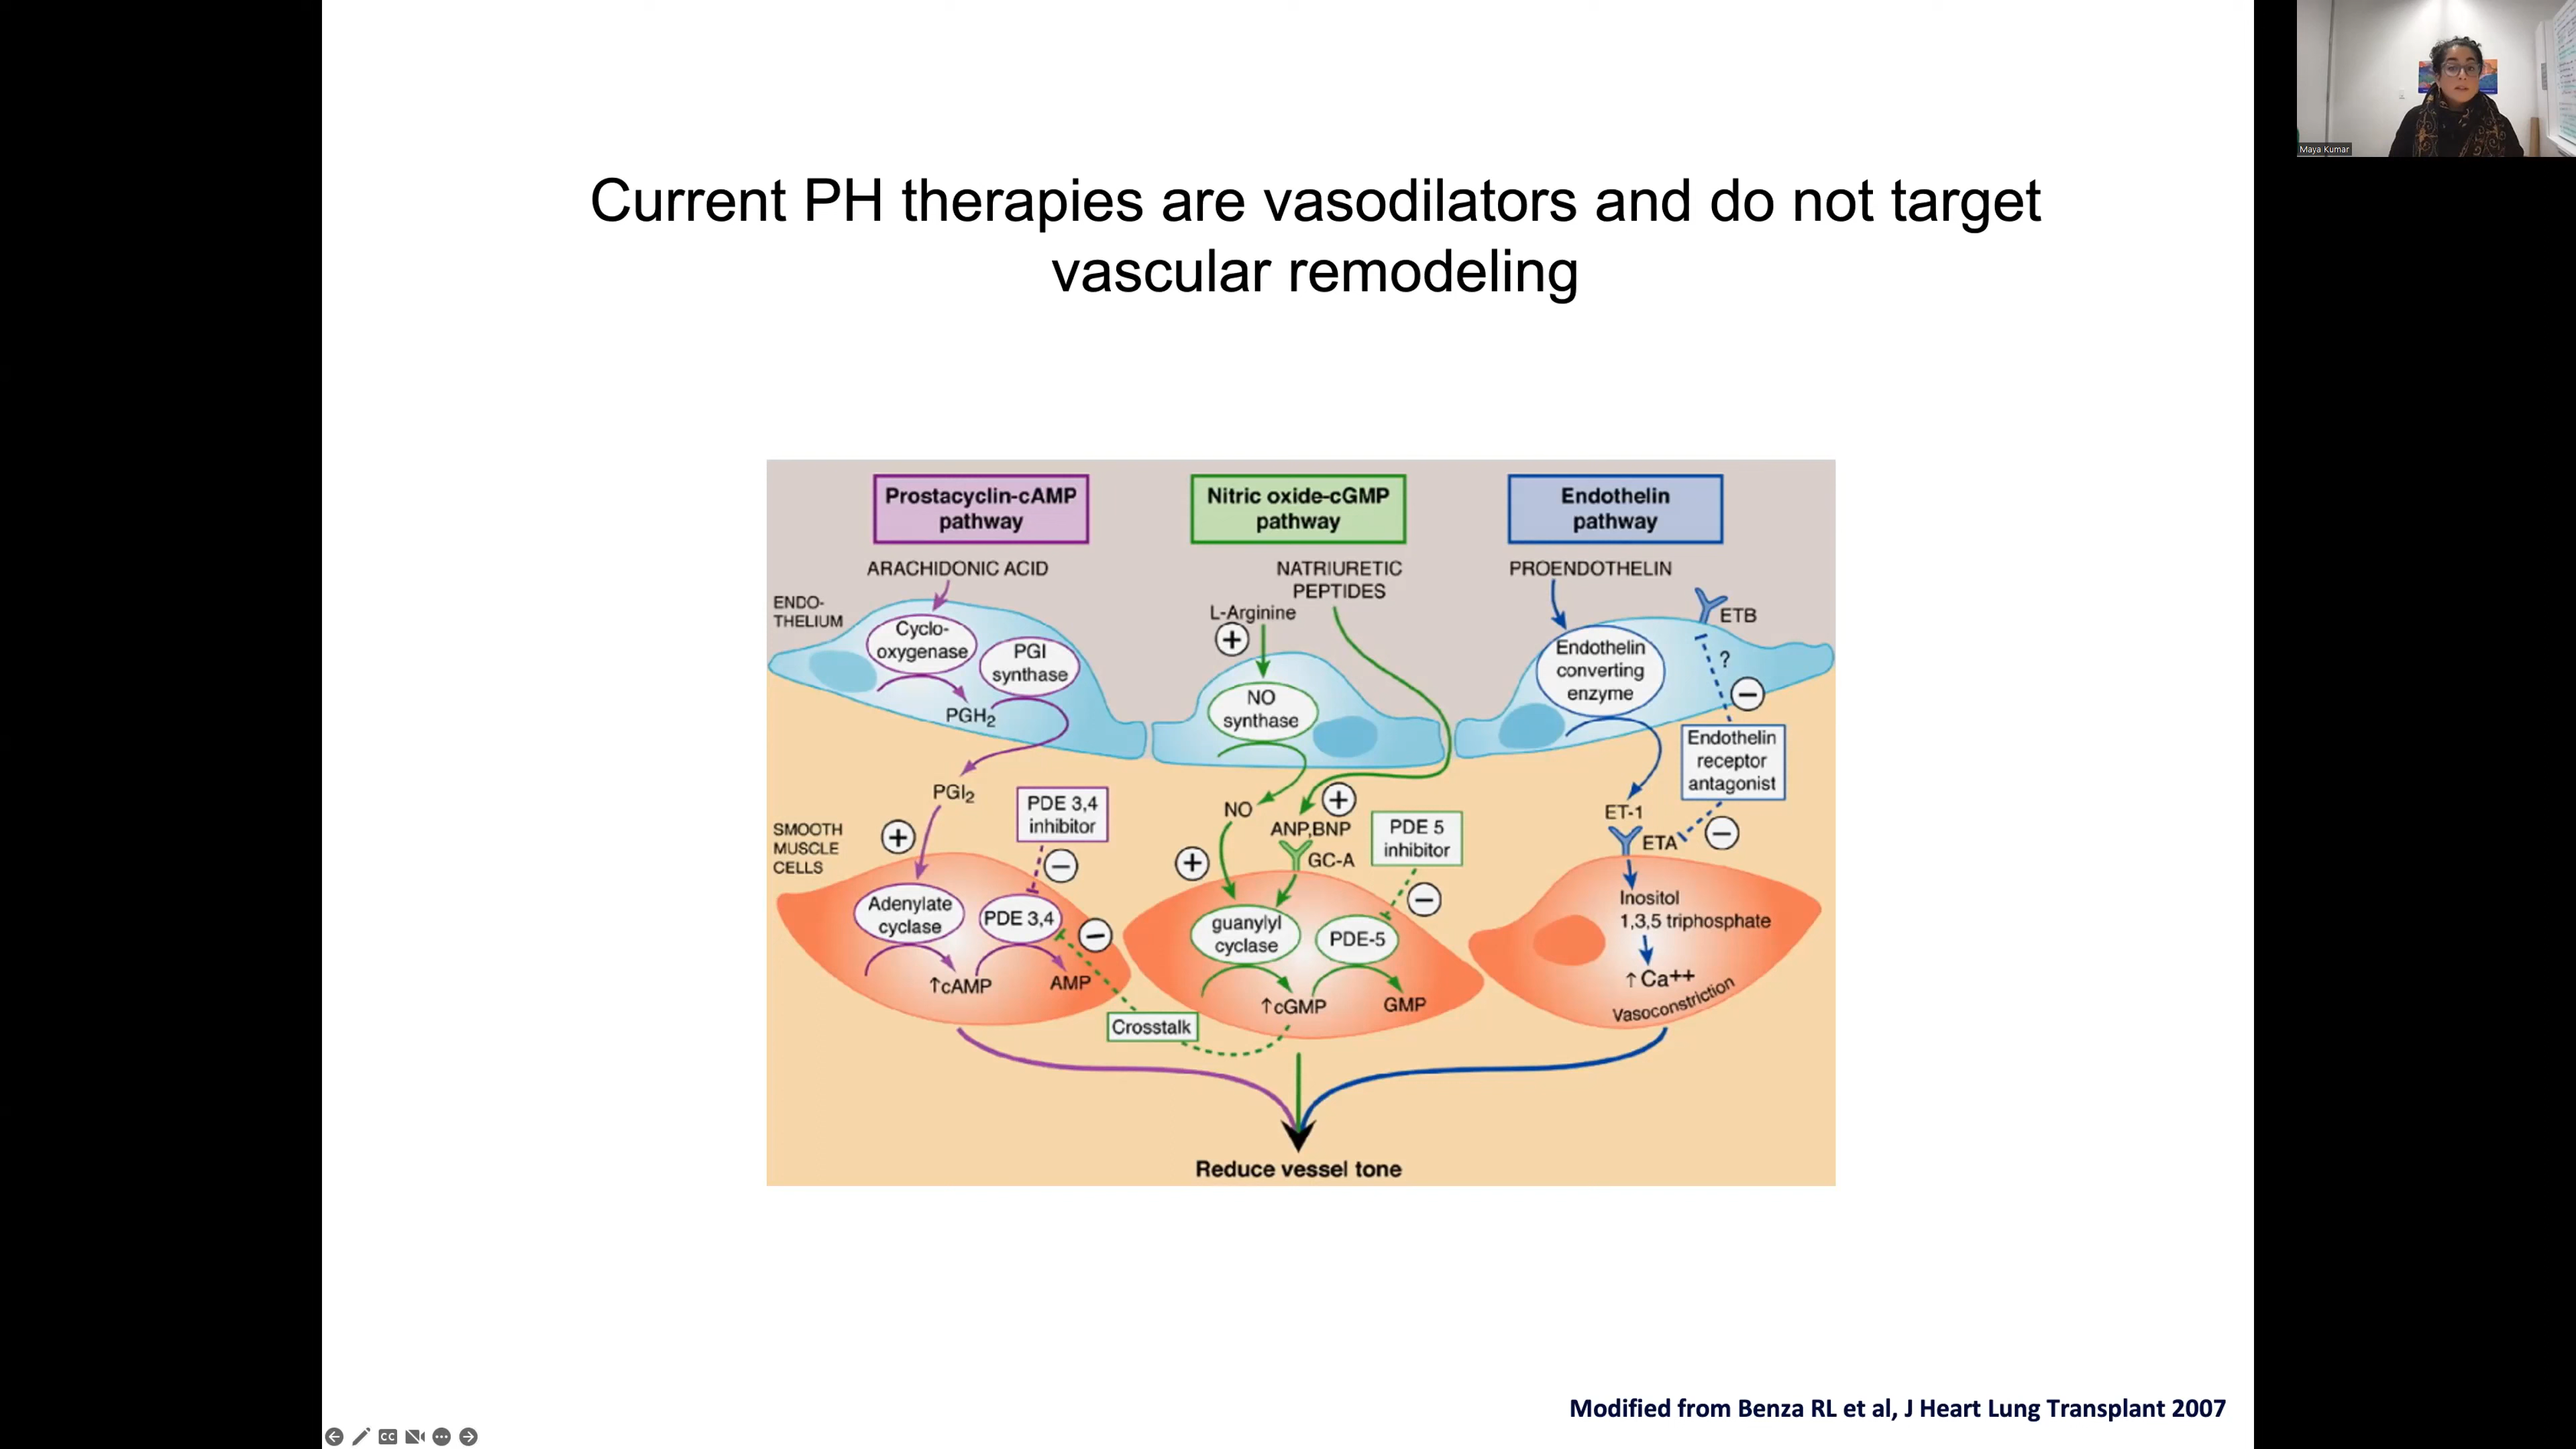 Maya Kumar
Current PH therapies are vasodilators and do not target
vascular remodeling
Prostacyclin-cAMP
pathway
Nitric oxide-cGMP
pathway
Endothelin
pathway
ARACHIDONIC ACID
NATRIURETIC
PEPTIDES
PROENDOTHELIN
ENDO-
THELIUM
L-Arginine
+
ETB
Cyclo-
oxygenase
PGI
synthase
PGH2
NO
synthase
Endothelin
converting
enzyme
?
−
Endothelin
receptor
antagonist
PGI2
PDE 3,4
inhibitor
NO
+
ANP,BNP
GC-A
PDE 5
inhibitor
ET-1
ETA
−
SMOOTH
MUSCLE
CELLS
+
−
+
−
Adenylate
cyclase
PDE 3,4
−
guanylyl
cyclase
PDE-5
Inositol
1,3,5 triphosphate
↑cAMP
AMP
↑cGMP
GMP
↑Ca++
Vasoconstriction
Crosstalk
Reduce vessel tone
Modified from Benza RL et al, J Heart Lung Transplant 2007
CC